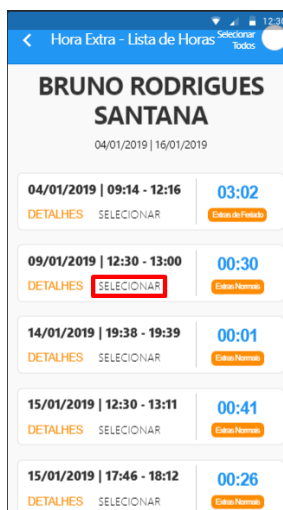 12:30
Hora Extra - Lista de Horas
Selecionar
Todos
BRUNO RODRIGUES
SANTANA
04/01/2019 | 16/01/2019
04/01/2019 | 09:14 - 12:16
03:02
DETALHES SELECIONAR
Extras de Feriado
09/01/2019 | 12:30 - 13:00
00:30
DETALHES SELECIONAR
Extras Normais
14/01/2019 | 19:38 - 19:39
00:01
DETALHES SELECIONAR
Extras Normais
15/01/2019 | 12:30 - 13:11
00:41
DETALHES SELECIONAR
Extras Normais
15/01/2019 | 17:46 - 18:12
00:26
DETALHES SELECIONAR
Extras Normais